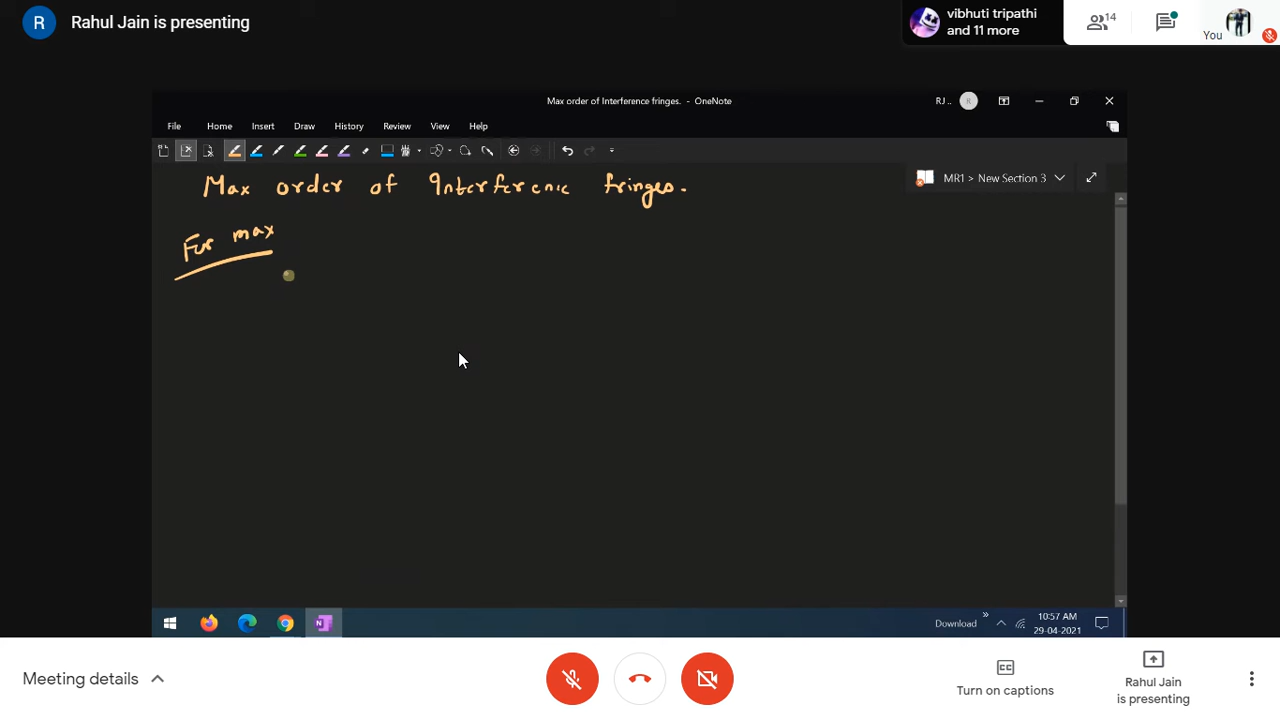 R Rahul Jain is presenting
vibhuti tripathi
and 11 more
14
You
Max order of Interference fringes. - OneNote
RJ ..
File Home Insert Draw History Review View Help
MR1 > New Section 3
Max order of Interference fringes.
For max
Download
10:57 AM
29-04-2021
Meeting details
Turn on captions
Rahul Jain
is presenting